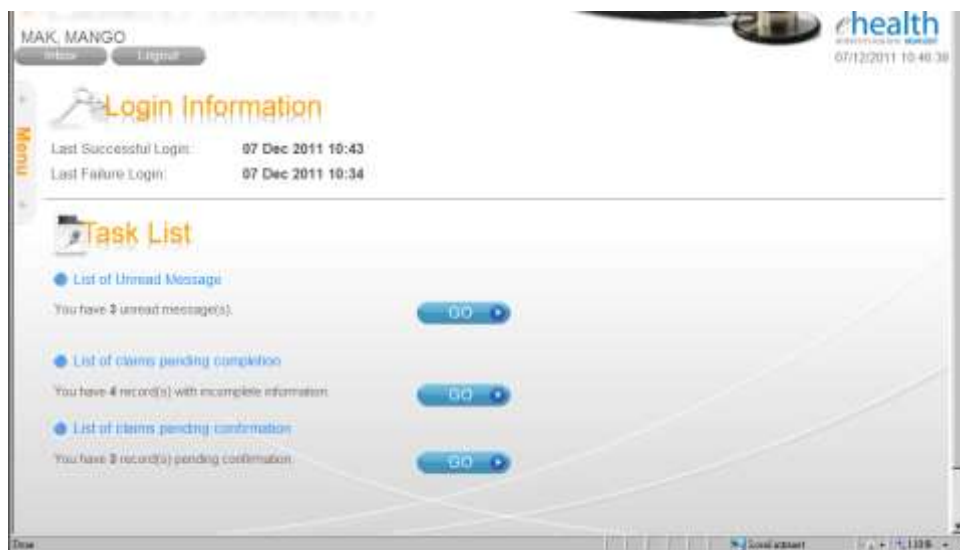 MAK, MANGO
ehealth
Inbox Logout
07/12/2011 10:46:38
Login Information
Menu
Last Successful Login: 07 Dec 2011 10:43
Last Failure Login: 07 Dec 2011 10:34
Task List
List of Unread Message
You have 3 unread message(s). GO
List of claims pending completion
You have 4 record(s) with incomplete information. GO
List of claims pending confirmation
You have 3 record(s) pending confirmation. GO
Done Local intranet 110%